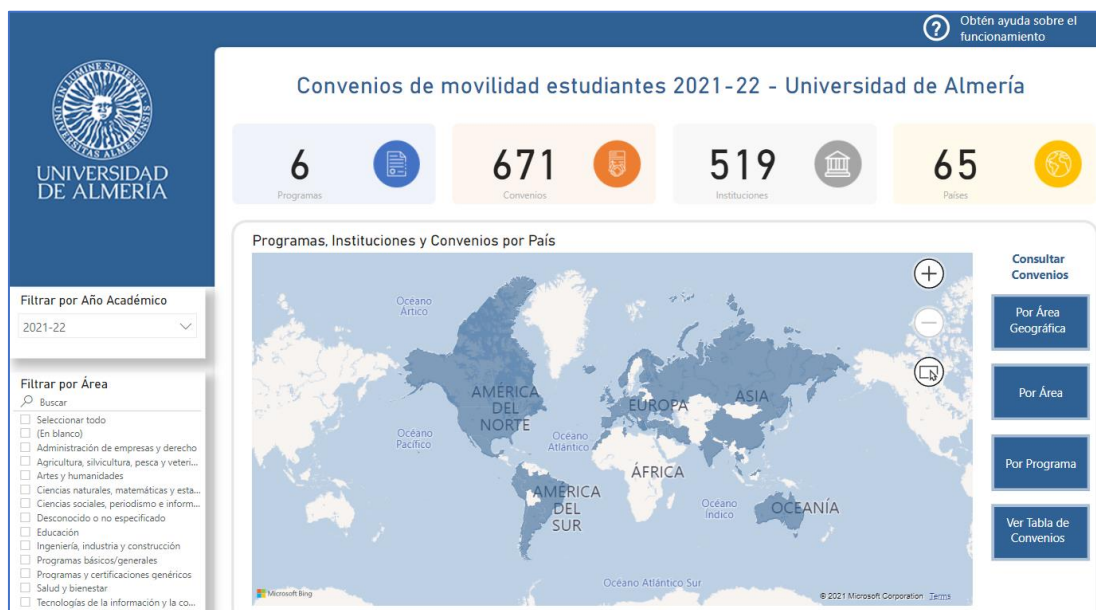 Obtén ayuda sobre el
funcionamiento
UNIVERSIDAD
DE ALMERÍA
Convenios de movilidad estudiantes 2021-22 - Universidad de Almería
6
Programas
671
Convenios
519
Instituciones
65
Países
Filtrar por Año Académico
2021-22
Filtrar por Área
Buscar
Seleccionar todo
(En blanco)
Administración de empresas y derecho
Agricultura, silvicultura, pesca y veteri...
Artes y humanidades
Ciencias naturales, matemáticas y esta...
Ciencias sociales, periodismo e inform...
Desconocido o no especificado
Educación
Ingeniería, industria y construcción
Programas básicos/generales
Programas y certificaciones genéricos
Salud y bienestar
Tecnologías de la información y la co...
Programas, Instituciones y Convenios por País
Océano
Ártico
AMÉRICA
DEL
NORTE
EUROPA
ASIA
Océano
Pacífico
Océano
Atlántico
ÁFRICA
AMÉRICA
DEL
SUR
Océano
Índico
OCEANÍA
Océano Atlántico Sur
Microsoft Bing
© 2021 Microsoft Corporation Terms
Consultar
Convenios
Por Área
Geográfica
Por Área
Por Programa
Ver Tabla de
Convenios